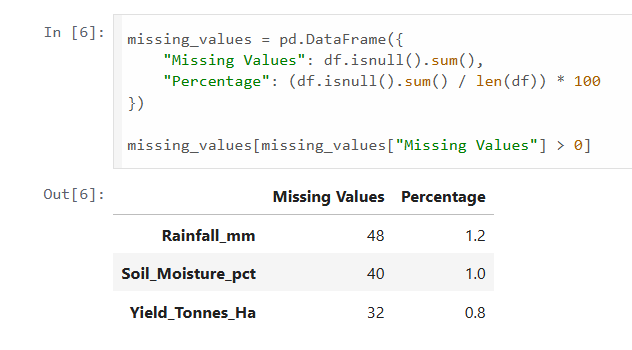 In [6]:
missing_values = pd.DataFrame({
    "Missing Values": df.isnull().sum(),
    "Percentage": (df.isnull().sum() / len(df)) * 100
})
missing_values[missing_values["Missing Values"] > 0]
Out[6]:
Missing Values Percentage
Rainfall_mm 48 1.2
Soil_Moisture_pct 40 1.0
Yield_Tonnes_Ha 32 0.8